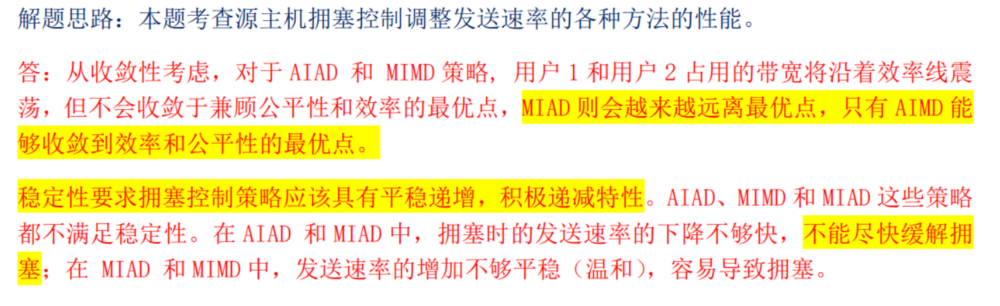 解题思路：本题考查源主机拥塞控制调整发送速率的各种方法的性能。
答：从收敛性考虑，对于 AIAD 和 MIMD 策略, 用户 1 和用户 2 占用的带宽将沿着效率线震
荡，但不会收敛于兼顾公平性和效率的最优点，MIAD 则会越来越远离最优点，只有 AIMD 能
够收敛到效率和公平性的最优点。
稳定性要求拥塞控制策略应该具有平稳递增，积极递减特性。AIAD、MIMD 和 MIAD 这些策略
都不满足稳定性。在 AIAD 和 MIAD 中，拥塞时的发送速率的下降不够快，不能尽快缓解拥
塞；在 MIAD 和 MIMD 中，发送速率的增加不够平稳（温和），容易导致拥塞。